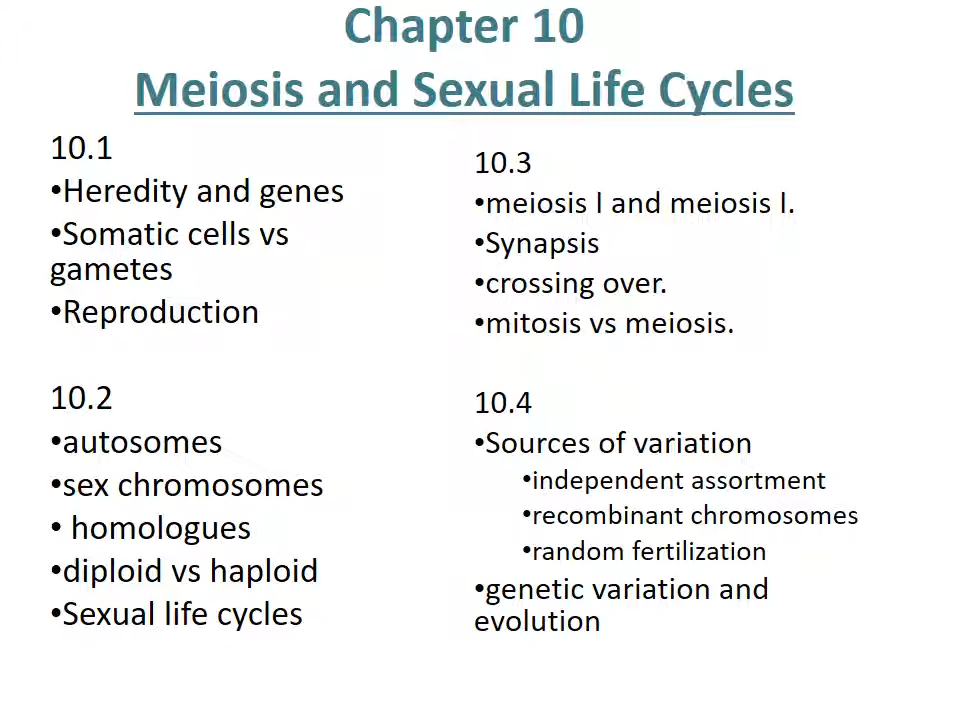 Chapter 10
Meiosis and Sexual Life Cycles
10.1
•Heredity and genes
•Somatic cells vs
gametes
•Reproduction
10.2
•autosomes
•sex chromosomes
• homologues
•diploid vs haploid
•Sexual life cycles
10.3
•meiosis I and meiosis I.
•Synapsis
•crossing over.
•mitosis vs meiosis.
10.4
•Sources of variation
•independent assortment
•recombinant chromosomes
•random fertilization
•genetic variation and
evolution